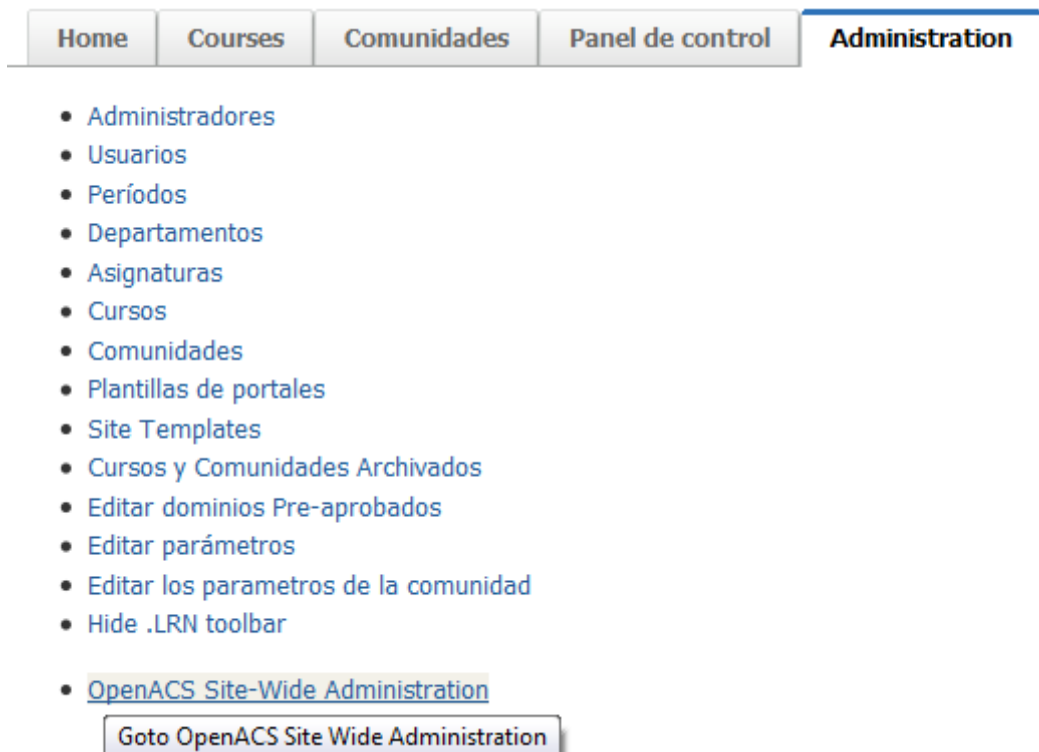 Home Courses Comunidades Panel de control Administration
Administradores
Usuarios
Períodos
Departamentos
Asignaturas
Cursos
Comunidades
Plantillas de portales
Site Templates
Cursos y Comunidades Archivados
Editar dominios Pre-aprobados
Editar parámetros
Editar los parametros de la comunidad
Hide .LRN toolbar
OpenACS Site-Wide Administration
Goto OpenACS Site Wide Administration